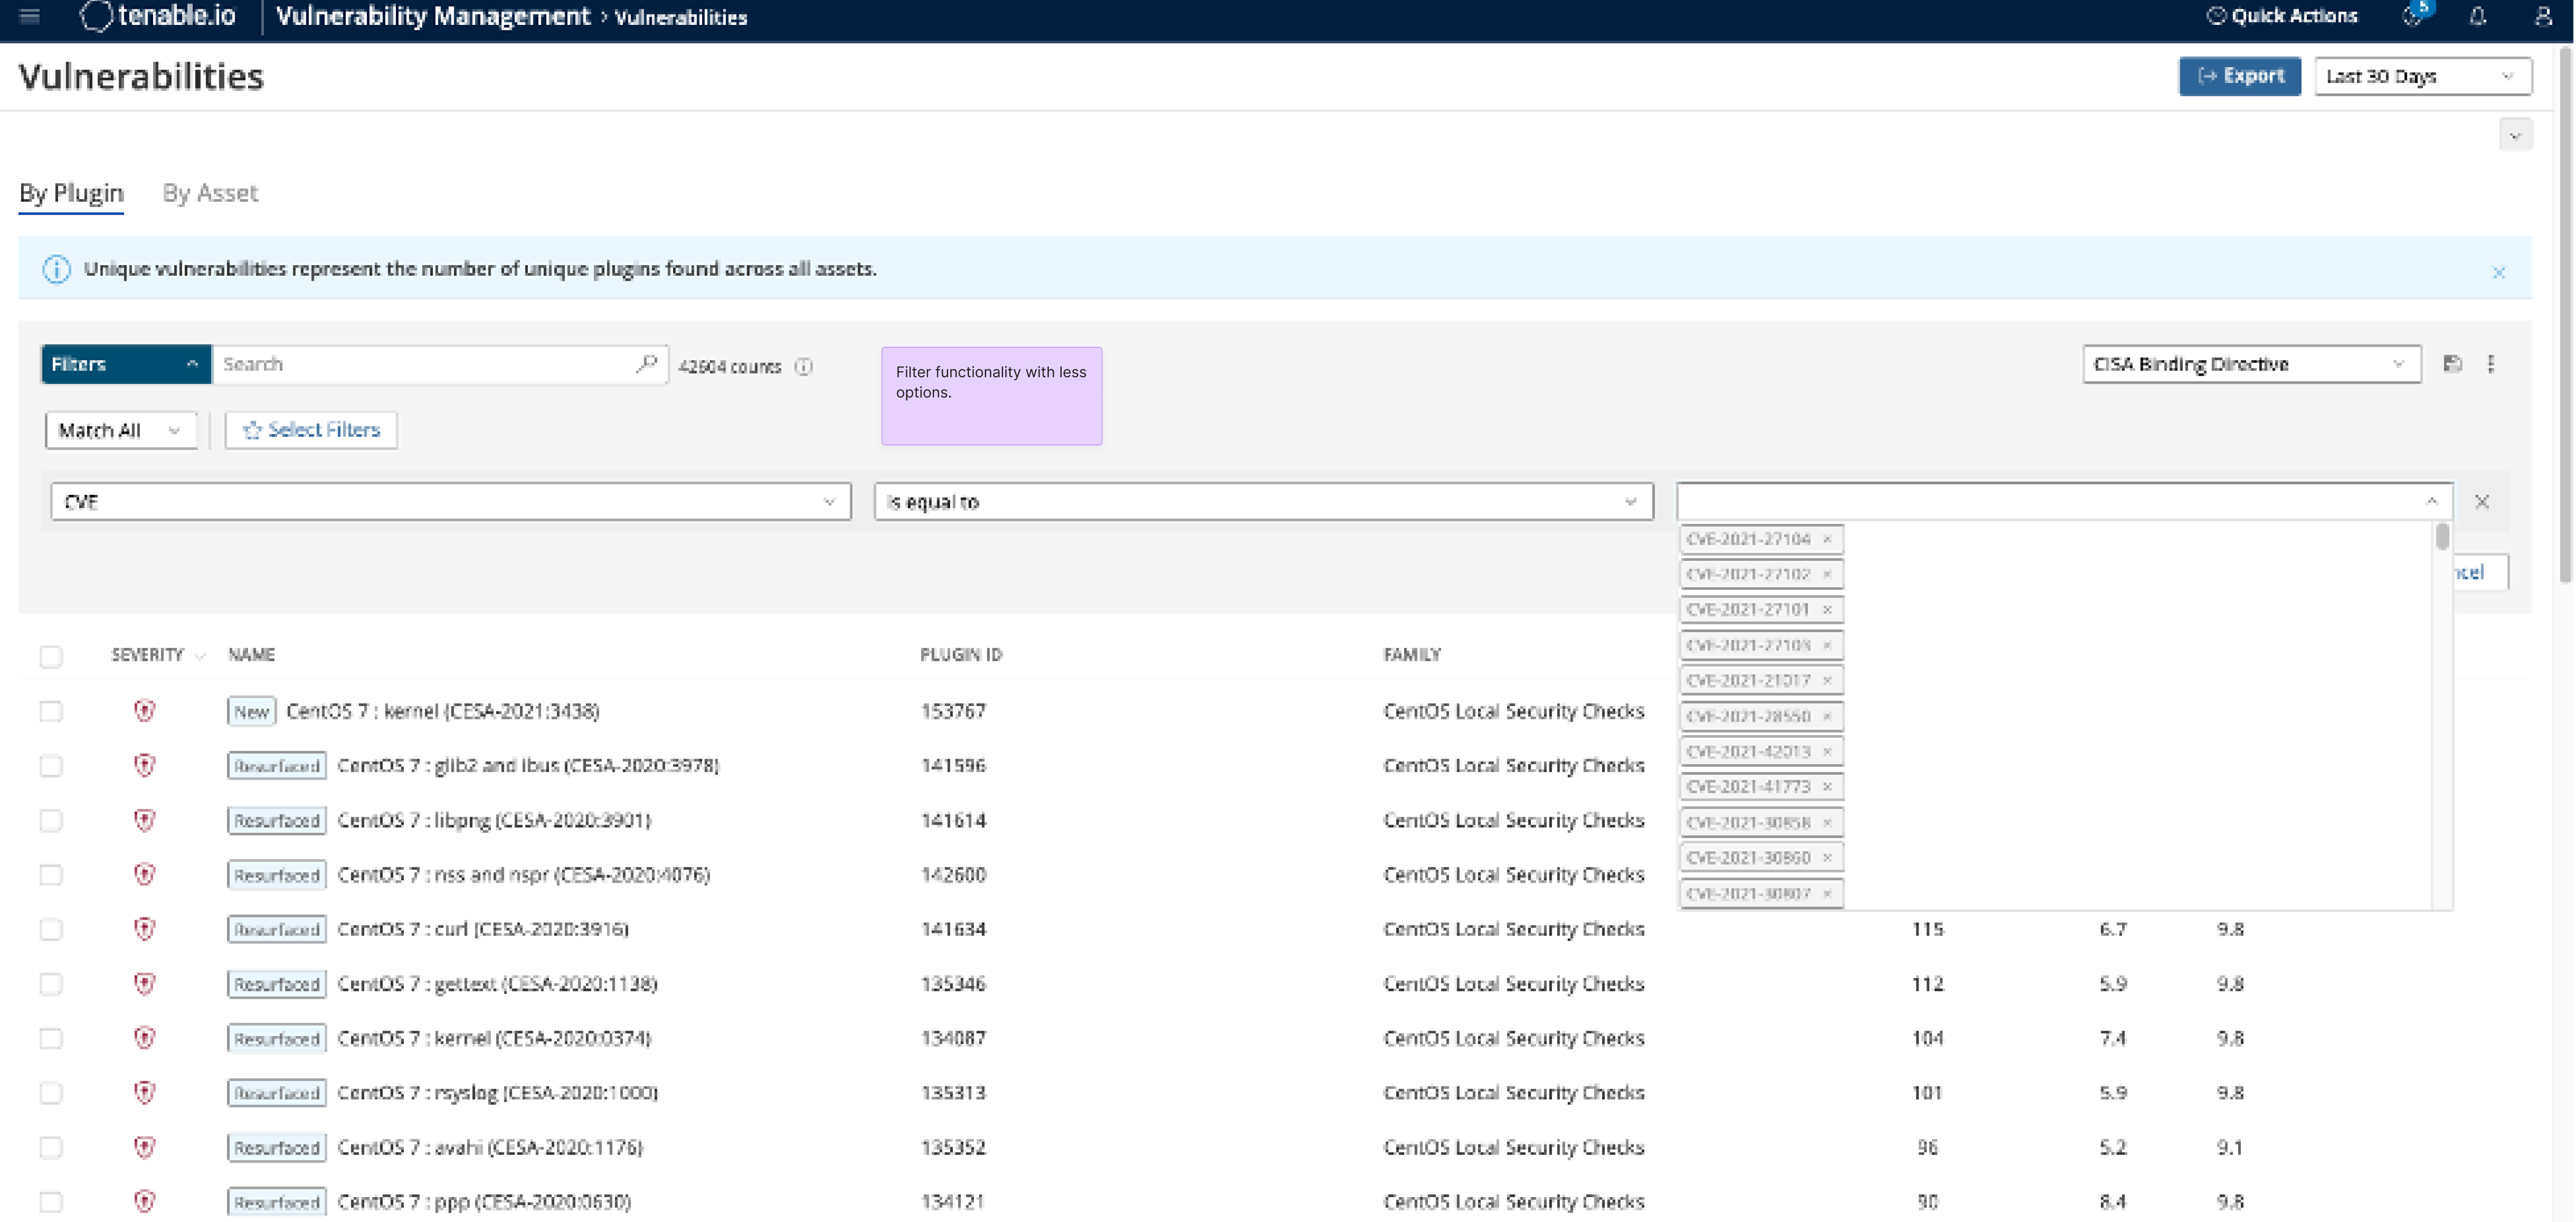 tenable.io Vulnerability Management > Vulnerabilities Quick Actions 5
Vulnerabilities
Export Last 30 Days
By Plugin By Asset
Unique vulnerabilities represent the number of unique plugins found across all assets.
Filters Search 42604 counts
Filter functionality with less
options.
CISA Binding Directive
Match All Select Filters
CVE is equal to
CVE-2021-27104
CVE-2021-27102
CVE-2021-27101
CVE-2021-27103
CVE-2021-21017
CVE-2021-28550
CVE-2021-42013
CVE-2021-41773
CVE-2021-30858
CVE-2021-30860
CVE-2021-30807
ncel
SEVERITY NAME PLUGIN ID FAMILY
New CentOS 7 : kernel (CESA-2021:3438) 153767 CentOS Local Security Checks
Resurfaced CentOS 7 : glib2 and ibus (CESA-2020:3978) 141596 CentOS Local Security Checks
Resurfaced CentOS 7 : libpng (CESA-2020:3901) 141614 CentOS Local Security Checks
Resurfaced CentOS 7 : nss and nspr (CESA-2020:4076) 142600 CentOS Local Security Checks
Resurfaced CentOS 7 : curl (CESA-2020:3916) 141634 CentOS Local Security Checks 115 6.7 9.8
Resurfaced CentOS 7 : gettext (CESA-2020:1138) 135346 CentOS Local Security Checks 112 5.9 9.8
Resurfaced CentOS 7 : kernel (CESA-2020:0374) 134087 CentOS Local Security Checks 104 7.4 9.8
Resurfaced CentOS 7 : rsyslog (CESA-2020:1000) 135313 CentOS Local Security Checks 101 5.9 9.8
Resurfaced CentOS 7 : avahi (CESA-2020:1176) 135352 CentOS Local Security Checks 96 5.2 9.1
Resurfaced CentOS 7 : ppp (CESA-2020:0630) 134121 CentOS Local Security Checks 90 8.4 9.8